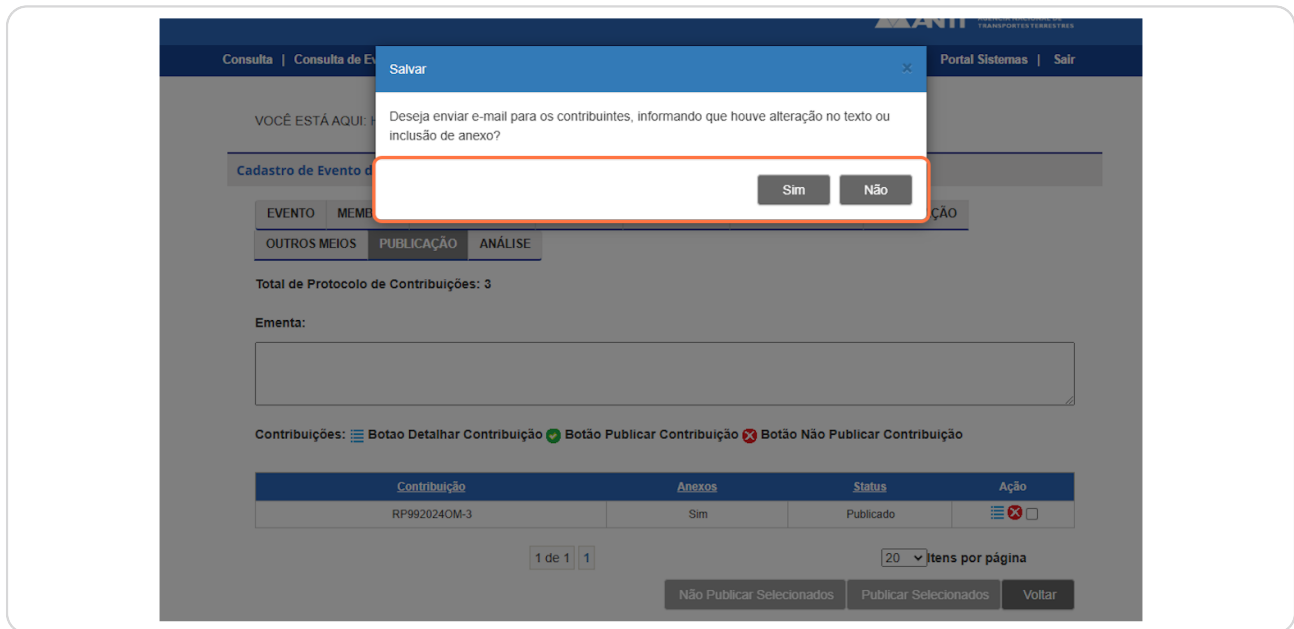 ANTT
TRANSPORTES TERRESTRES
Consulta | Consulta de Ev
Portal Sistemas | Sair
Salvar
×
Deseja enviar e-mail para os contribuintes, informando que houve alteração no texto ou
inclusão de anexo?
Sim Não
VOCÊ ESTÁ AQUI: H
Cadastro de Evento d
EVENTO MEMB ÇÃO
OUTROS MEIOS PUBLICAÇÃO ANÁLISE
Total de Protocolo de Contribuições: 3
Ementa:
Contribuições: Botao Detalhar Contribuição Botão Publicar Contribuição Botão Não Publicar Contribuição
Contribuição Anexos Status Ação
RP992024OM-3 Sim Publicado
1 de 1 1 20 Itens por página
Não Publicar Selecionados Publicar Selecionados Voltar